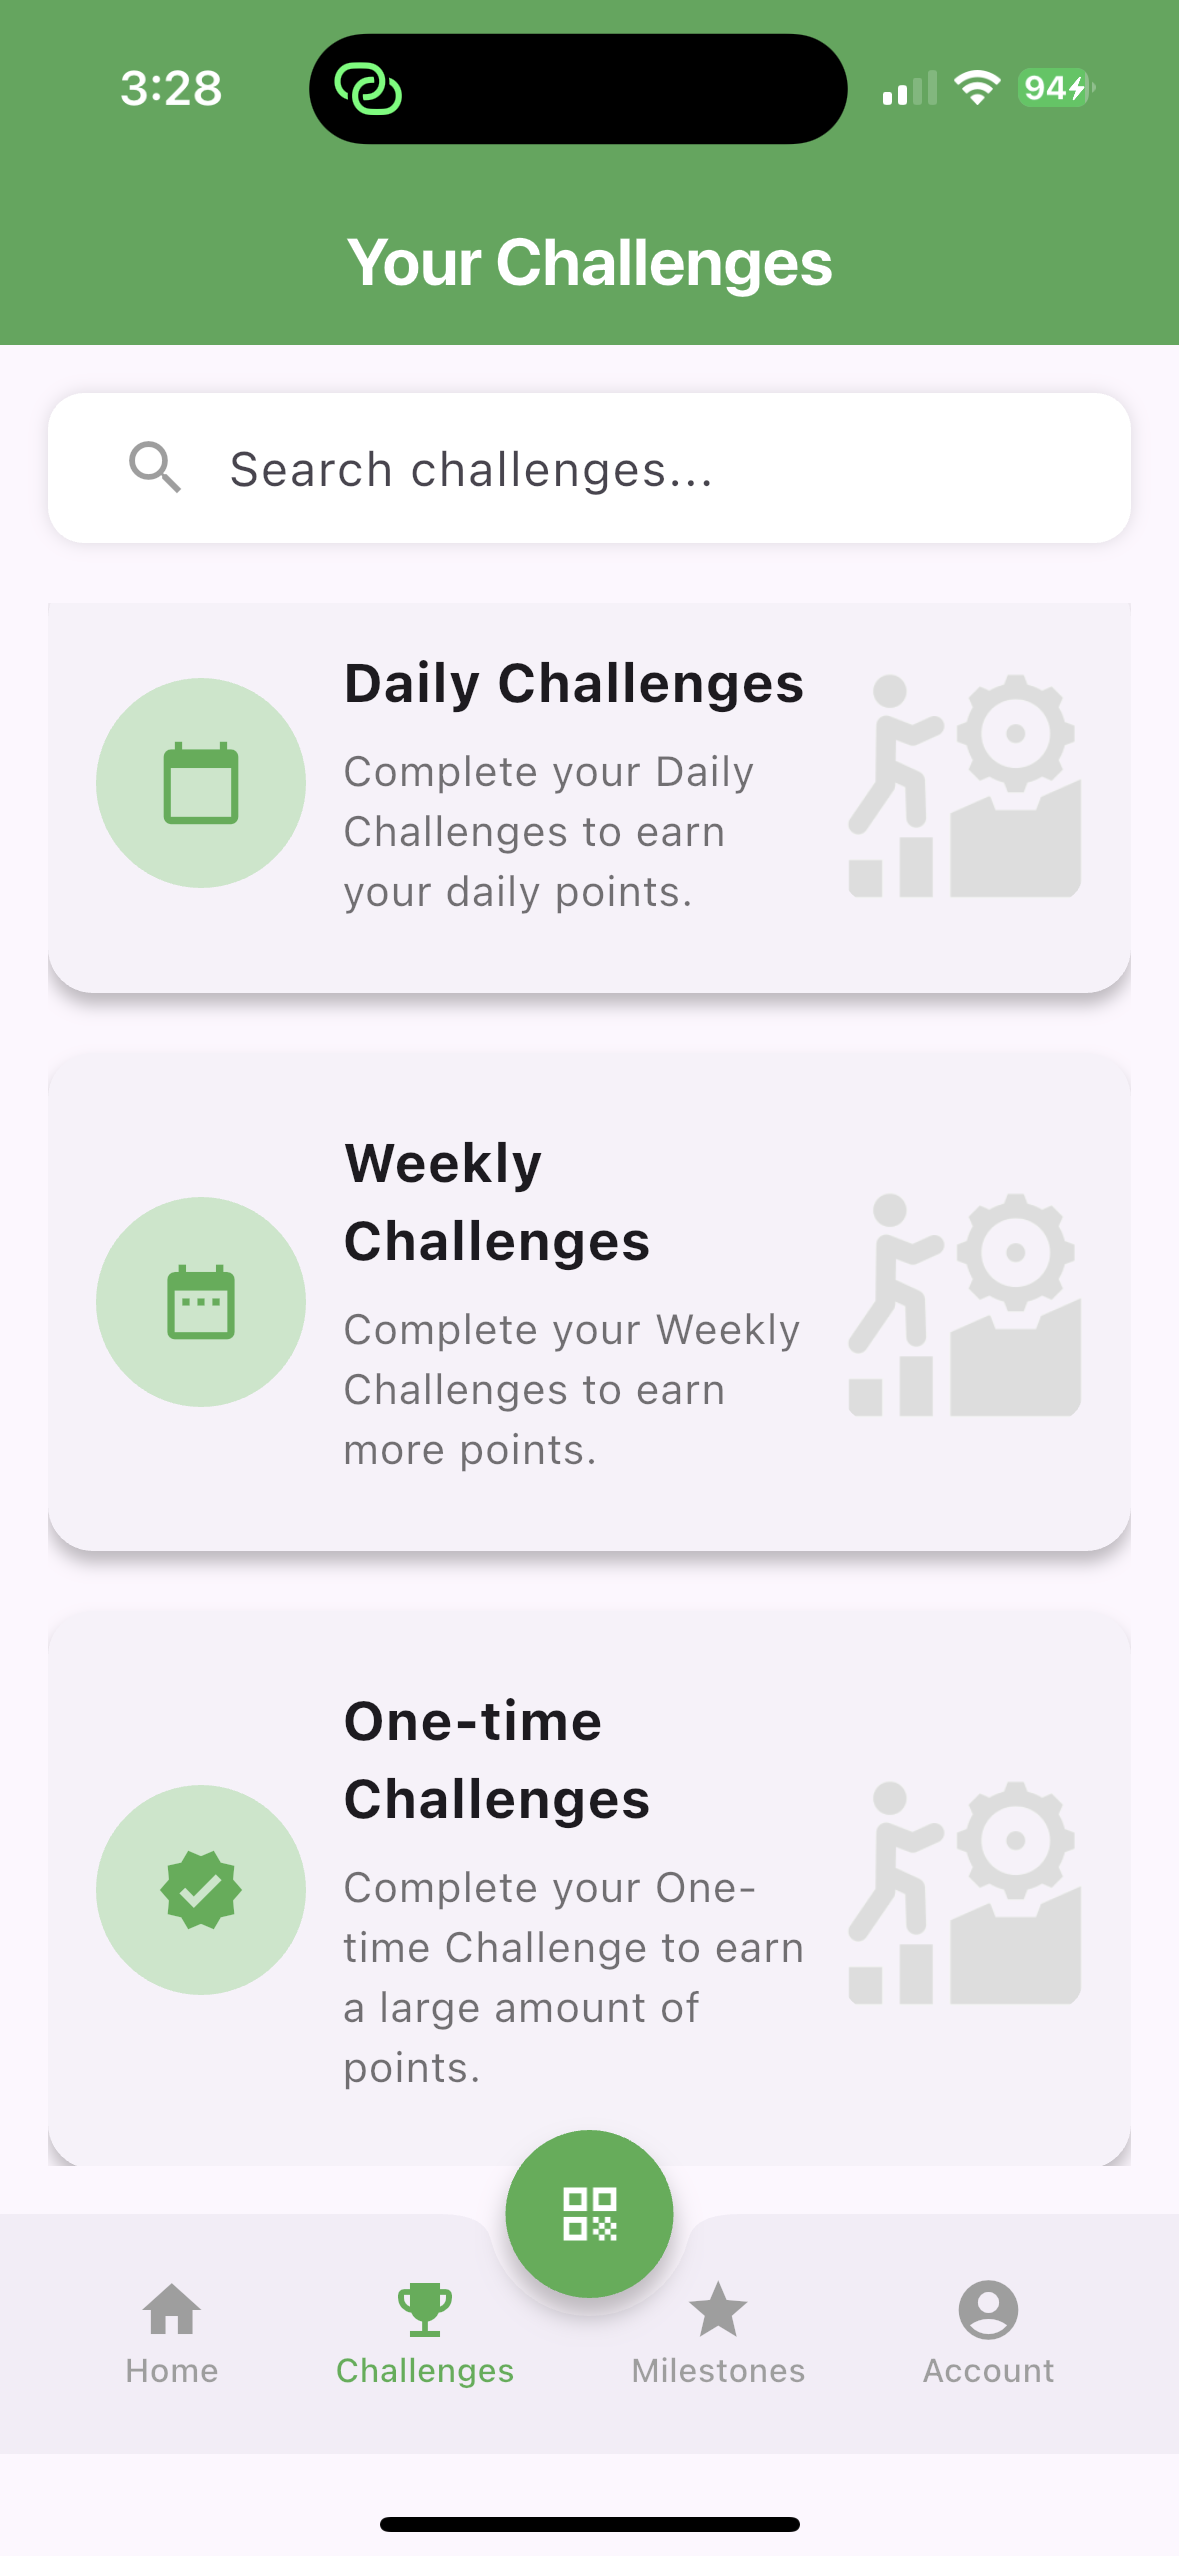 3:28
94
Your Challenges
Search challenges...
Daily Challenges
Complete your Daily
Challenges to earn
your daily points.
Weekly
Challenges
Complete your Weekly
Challenges to earn
more points.
One-time
Challenges
Complete your One-
time Challenge to earn
a large amount of
points.
Home
Challenges
Milestones
Account